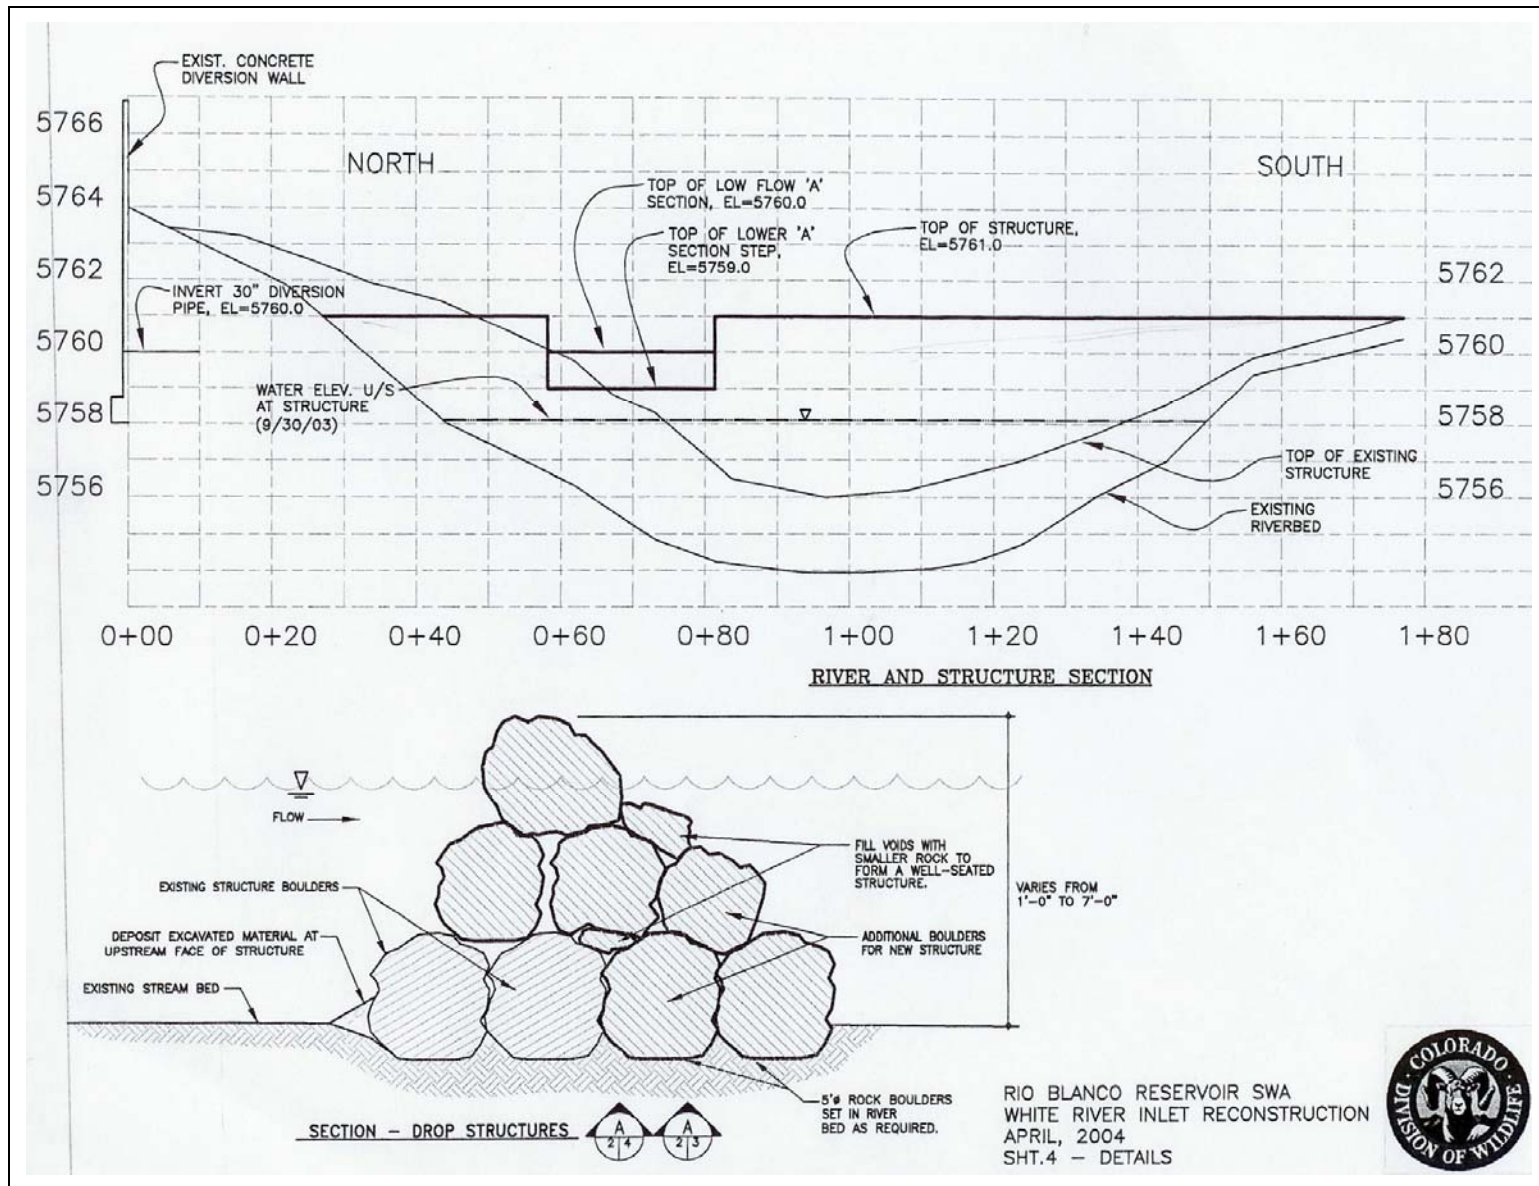 EXIST. CONCRETE
DIVERSION WALL
5766
NORTH
SOUTH
TOP OF LOW FLOW 'A'
SECTION, EL=5760.0
5764
TOP OF LOWER 'A'
SECTION STEP,
EL=5759.0
TOP OF STRUCTURE,
EL=5761.0
5762
5762
INVERT 30" DIVERSION
PIPE, EL=5760.0
5760
5760
WATER ELEV. U/S
AT STRUCTURE
(9/30/03)
5758
5758
TOP OF EXISTING
STRUCTURE
5756
5756
EXISTING
RIVERBED
0+00 0+20 0+40 0+60 0+80 1+00 1+20 1+40 1+60 1+80
RIVER AND STRUCTURE SECTION
FLOW
FILL VOIDS WITH
SMALLER ROCK TO
FORM A WELL-SEATED
STRUCTURE.
VARIES FROM
1'-0" TO 7'-0"
EXISTING STRUCTURE BOULDERS
DEPOSIT EXCAVATED MATERIAL AT
UPSTREAM FACE OF STRUCTURE
ADDITIONAL BOULDERS
FOR NEW STRUCTURE
EXISTING STREAM BED
5'ø ROCK BOULDERS
SET IN RIVER
BED AS REQUIRED.
SECTION - DROP STRUCTURES
A
2 4
A
2 3
RIO BLANCO RESERVOIR SWA
WHITE RIVER INLET RECONSTRUCTION
APRIL, 2004
SHT.4 - DETAILS
COLORADO
DIVISION OF WILDLIFE